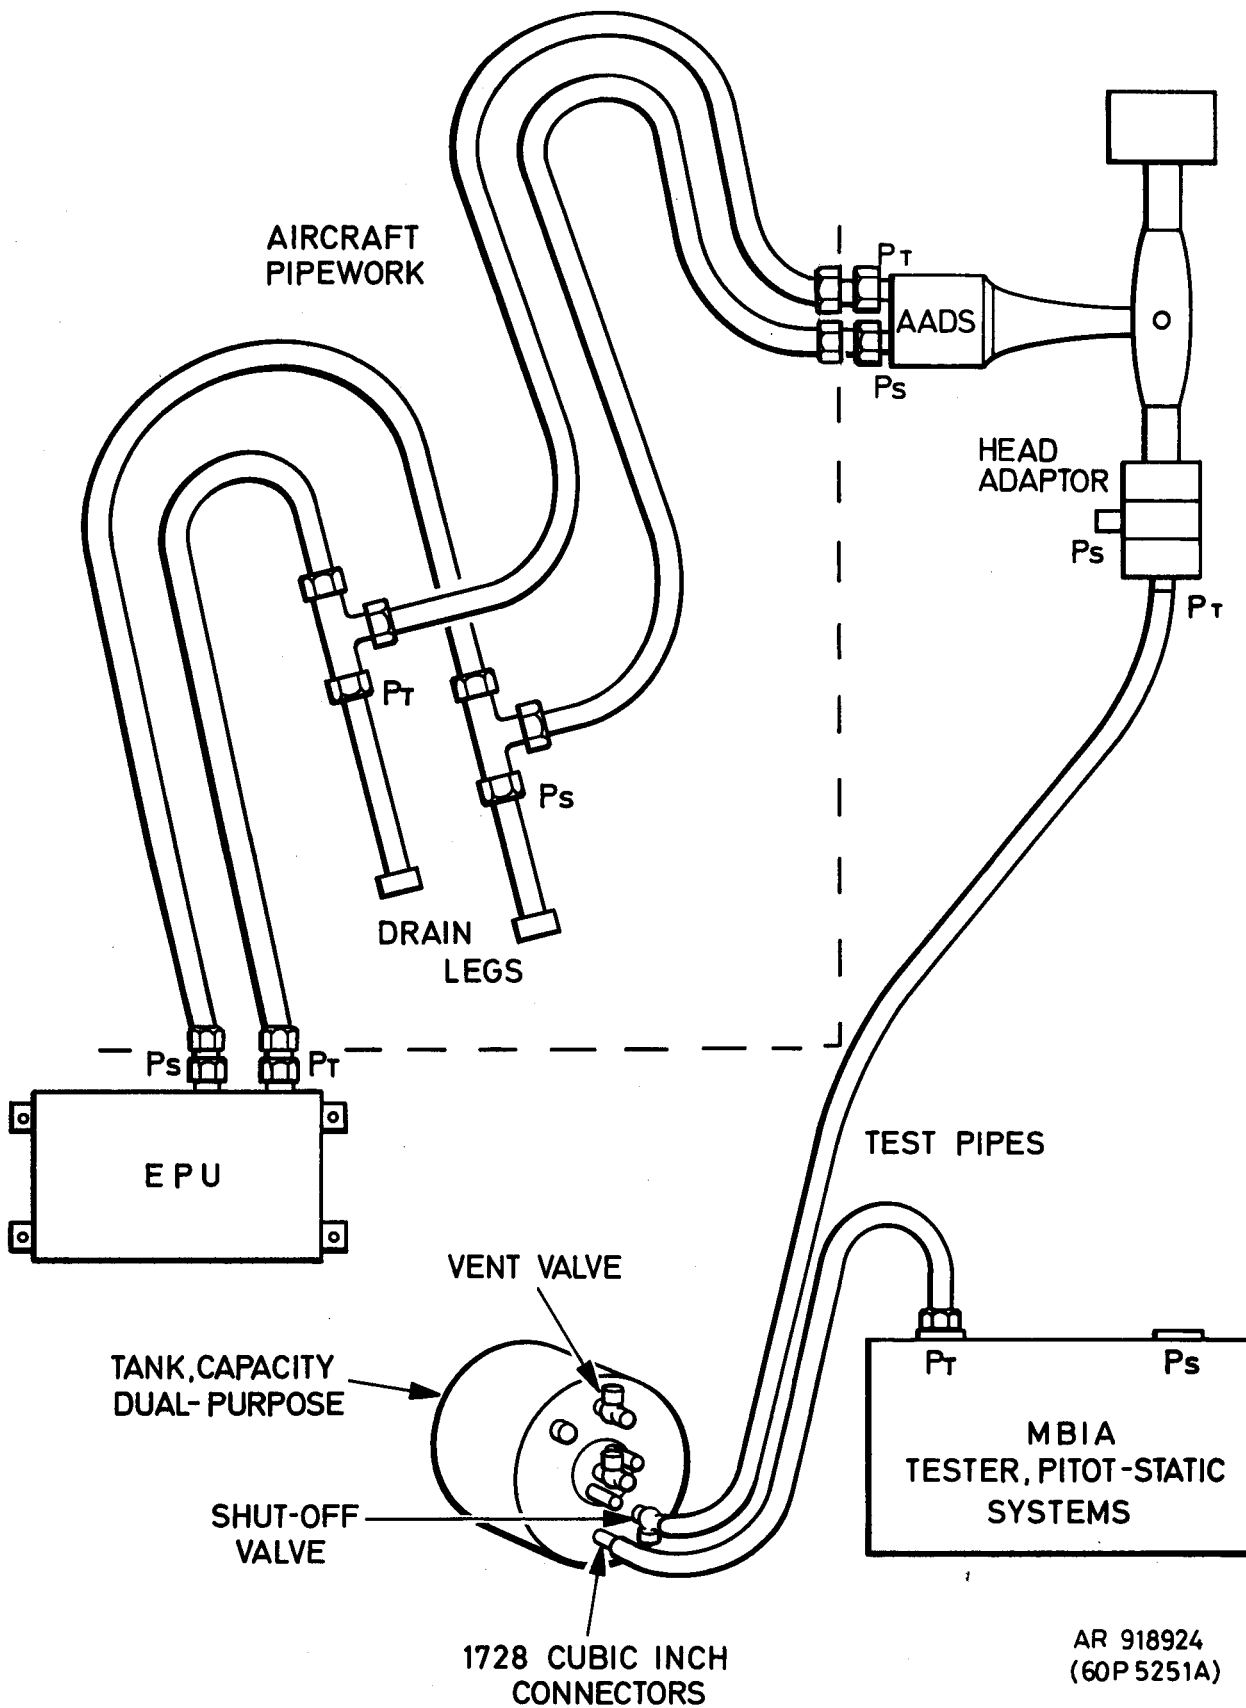 AIRCRAFT
PIPEWORK
PT
AADS
PS
HEAD
ADAPTOR
PS
PT
PT
PS
DRAIN
LEGS
PS
PT
EPU
TEST PIPES
VENT VALVE
TANK, CAPACITY
DUAL-PURPOSE
PT
PS
MBIA
TESTER, PITOT-STATIC
SYSTEMS
SHUT-OFF
VALVE
1728 CUBIC INCH
CONNECTORS
AR 918924
(60P5251A)